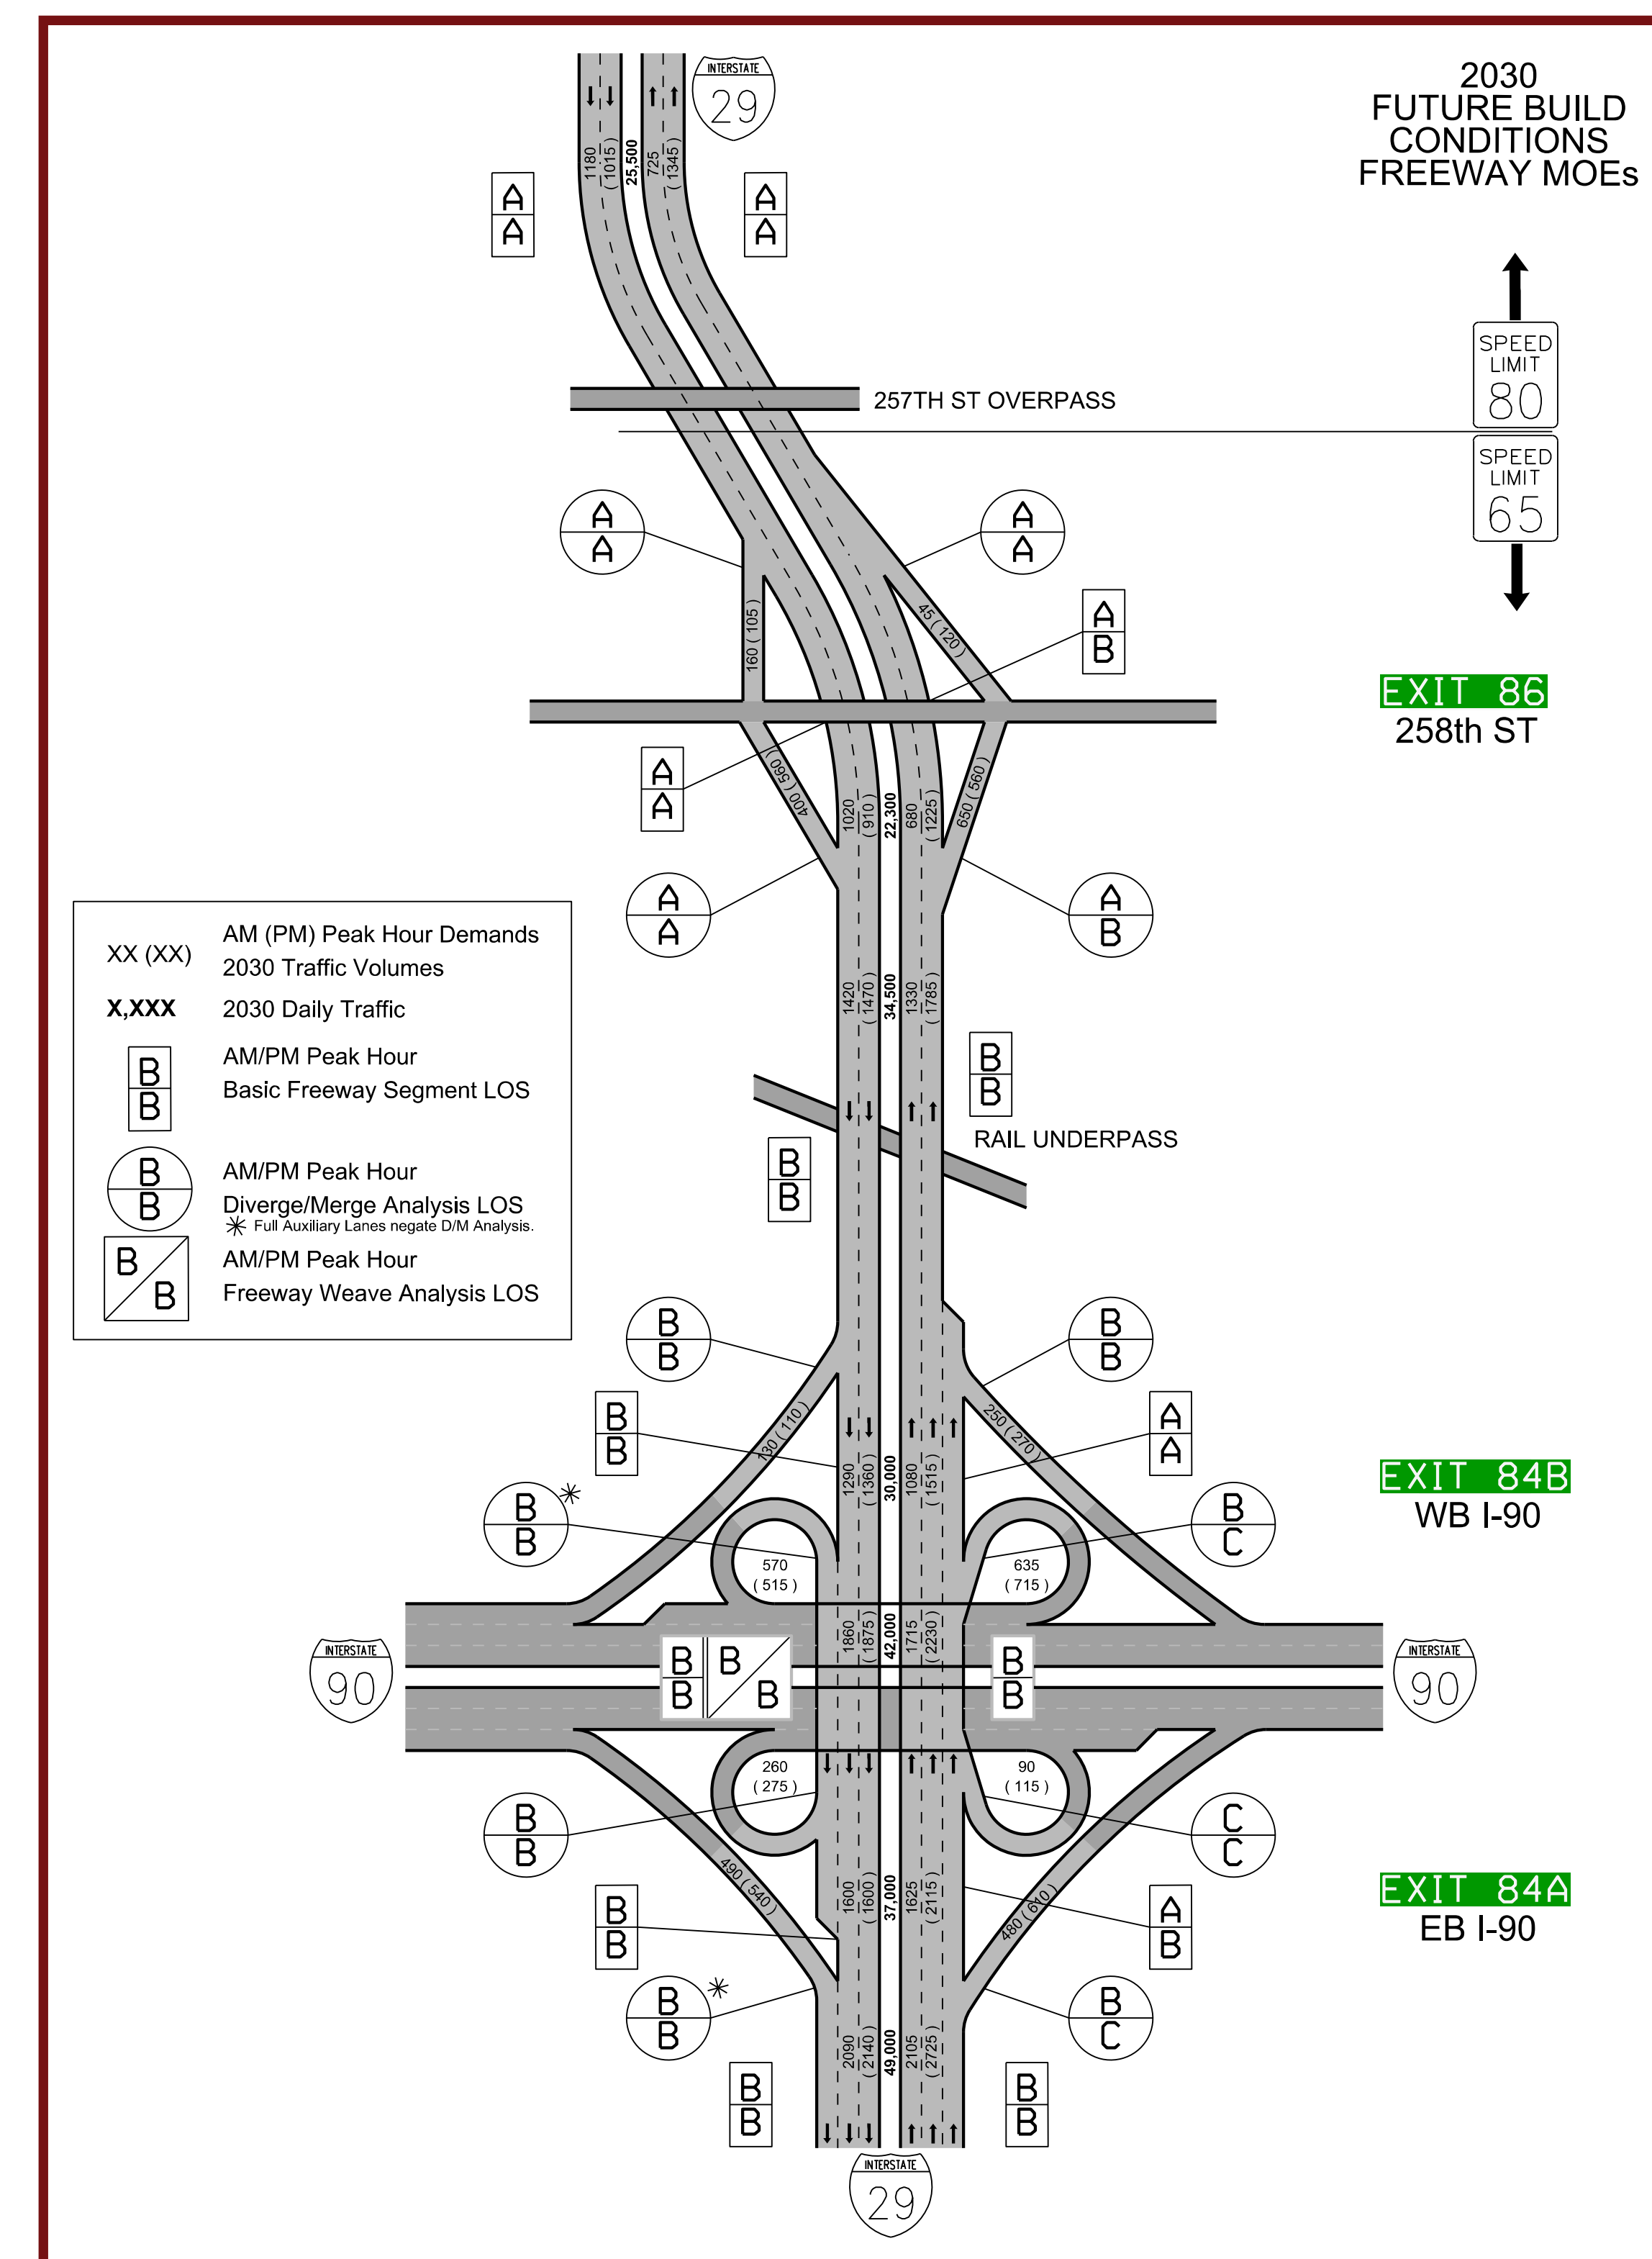 2030
FUTURE BUILD
CONDITIONS
FREEWAY MOEs
INTERSTATE
29
1180
( 1015 )
25,500
725
( 1345 )
A
A
A
A
SPEED
LIMIT
80
257TH ST OVERPASS
SPEED
LIMIT
65
A
A
A
A
160 ( 105 )
45 ( 120 )
A
B
EXIT 86
258th ST
A
A
400 ( 560 )
1020
( 910 )
22,300
680
( 1225 )
650 ( 560 )
A
A
A
B
XX (XX)
AM (PM) Peak Hour Demands
2030 Traffic Volumes
X,XXX
2030 Daily Traffic
B
B
AM/PM Peak Hour
Basic Freeway Segment LOS
B
B
AM/PM Peak Hour
Diverge/Merge Analysis LOS
Full Auxiliary Lanes negate D/M Analysis.
B
B
AM/PM Peak Hour
Freeway Weave Analysis LOS
1420
( 1470 )
34,500
1330
( 1785 )
B
B
RAIL UNDERPASS
B
B
B
B
B
B
130 ( 110 )
250 ( 270 )
B
B
A
A
1290
( 1360 )
30,000
1080
( 1515 )
EXIT 84B
WB I-90
B
B
B
C
570
( 515 )
635
( 715 )
1860
( 1875 )
42,000
1715
( 2230 )
INTERSTATE
90
B
B
B
B
B
B
INTERSTATE
90
260
( 275 )
90
( 115 )
B
B
C
C
490 ( 540 )
480 ( 610 )
1600
( 1600 )
37,000
1625
( 2115 )
B
B
A
B
EXIT 84A
EB I-90
B
B
B
C
2090
( 2140 )
49,000
2105
( 2725 )
B
B
B
B
INTERSTATE
29